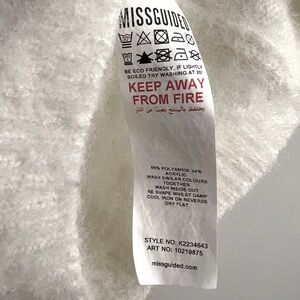 MISSGUIDED
BE ECO FRIENDLY, IF LIGHTLY
SOILED TRY WASHING AT 30°
KEEP AWAY
FROM FIRE
66% POLYAMIDE 34%
ACRYLIC
WASH SIMILAR COLOURS
TOGETHER
WASH INSIDE OUT
RE SHAPE WHILST DAMP
COOL IRON ON REVERSE
DRY FLAT
STYLE NO: K2234643
ART NO: 10219875
missguided.com